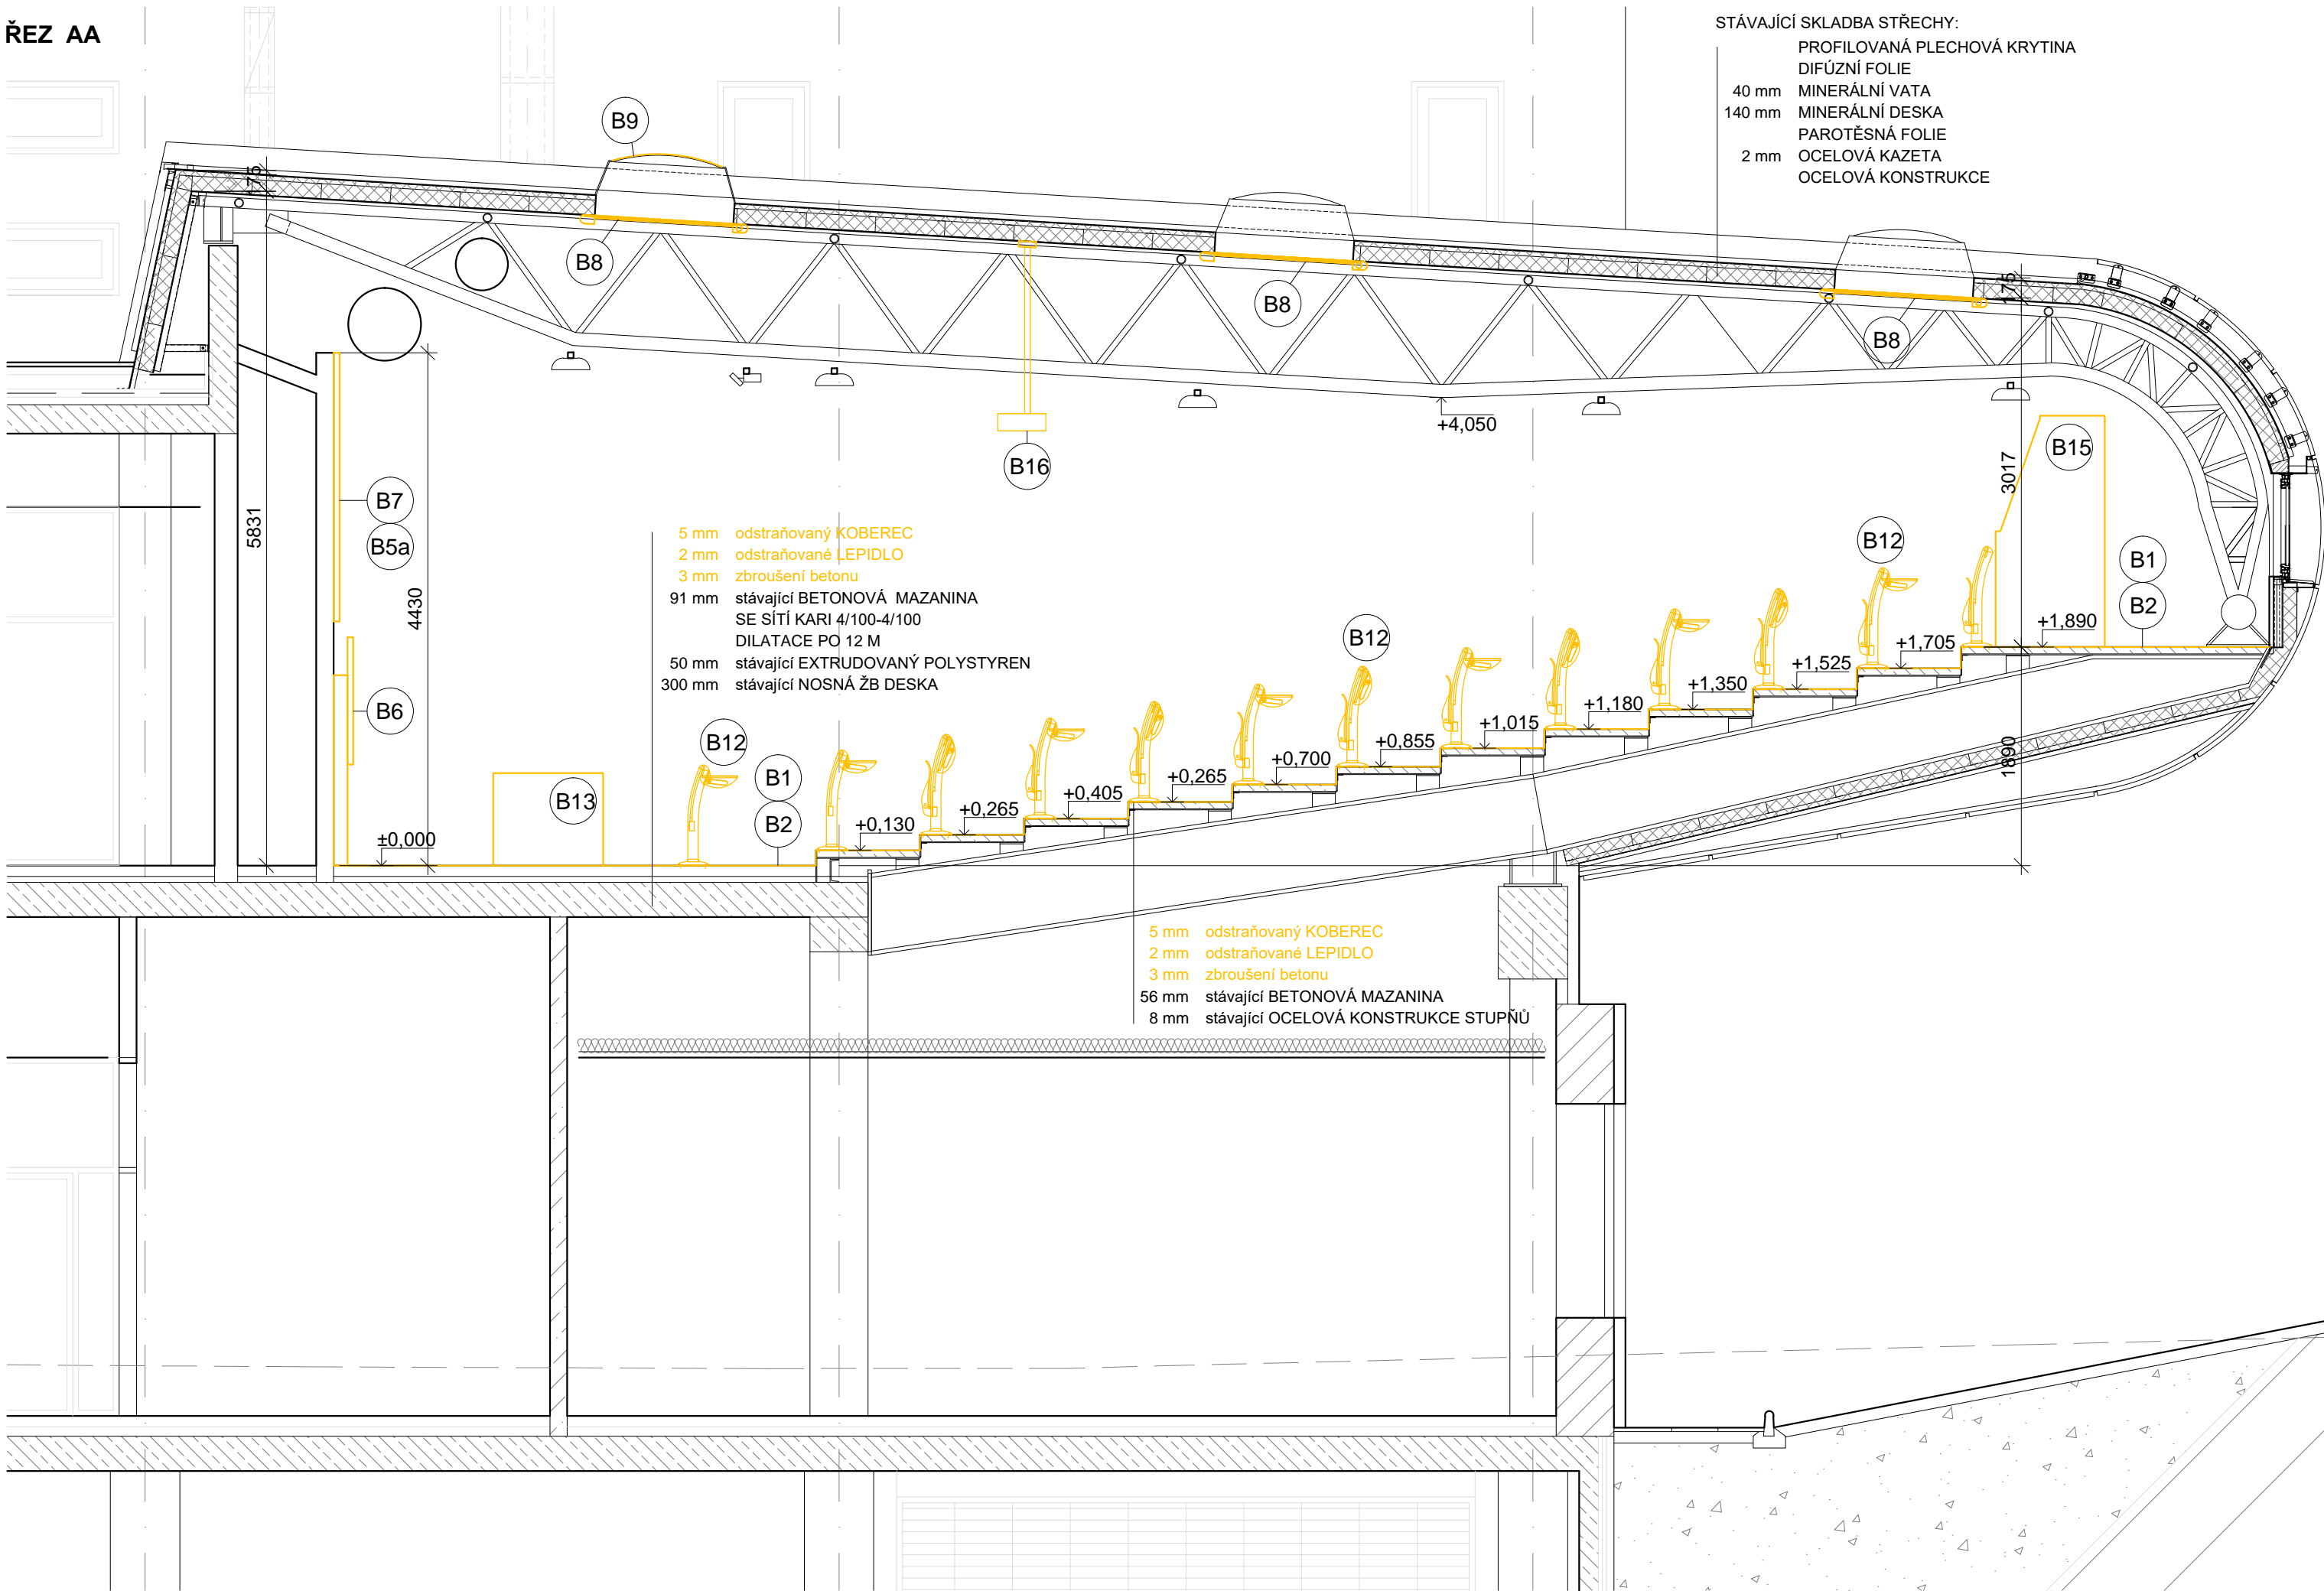 ŘEZ AA
STÁVAJÍCÍ SKLADBA STŘECHY:
PROFILOVANÁ PLECHOVÁ KRYTINA
DIFÚZNÍ FOLIE
40 mm MINERÁLNÍ VATA
140 mm MINERÁLNÍ DESKA
PAROTĚSNÁ FOLIE
2 mm OCELOVÁ KAZETA
OCELOVÁ KONSTRUKCE
B9
175
B8
B8
175
B8
+4,050
B15
B16
3017
B7
B5a
5831
4430
5 mm odstraňovaný KOBEREC
2 mm odstraňované LEPIDLO
3 mm zbroušení betonu
91 mm stávající BETONOVÁ MAZANINA
SE SÍTÍ KARI 4/100-4/100
DILATACE PO 12 M
50 mm stávající EXTRUDOVANÝ POLYSTYREN
300 mm stávající NOSNÁ ŽB DESKA
B12
B1
B2
B12
+1,890
+1,705
+1,525
+1,350
+1,180
+1,015
+0,855
+0,700
+0,265
+0,405
+0,265
+0,130
B6
B12
B1
B2
B13
±0,000
1890
5 mm odstraňovaný KOBEREC
2 mm odstraňované LEPIDLO
3 mm zbroušení betonu
56 mm stávající BETONOVÁ MAZANINA
8 mm stávající OCELOVÁ KONSTRUKCE STUPŇŮ